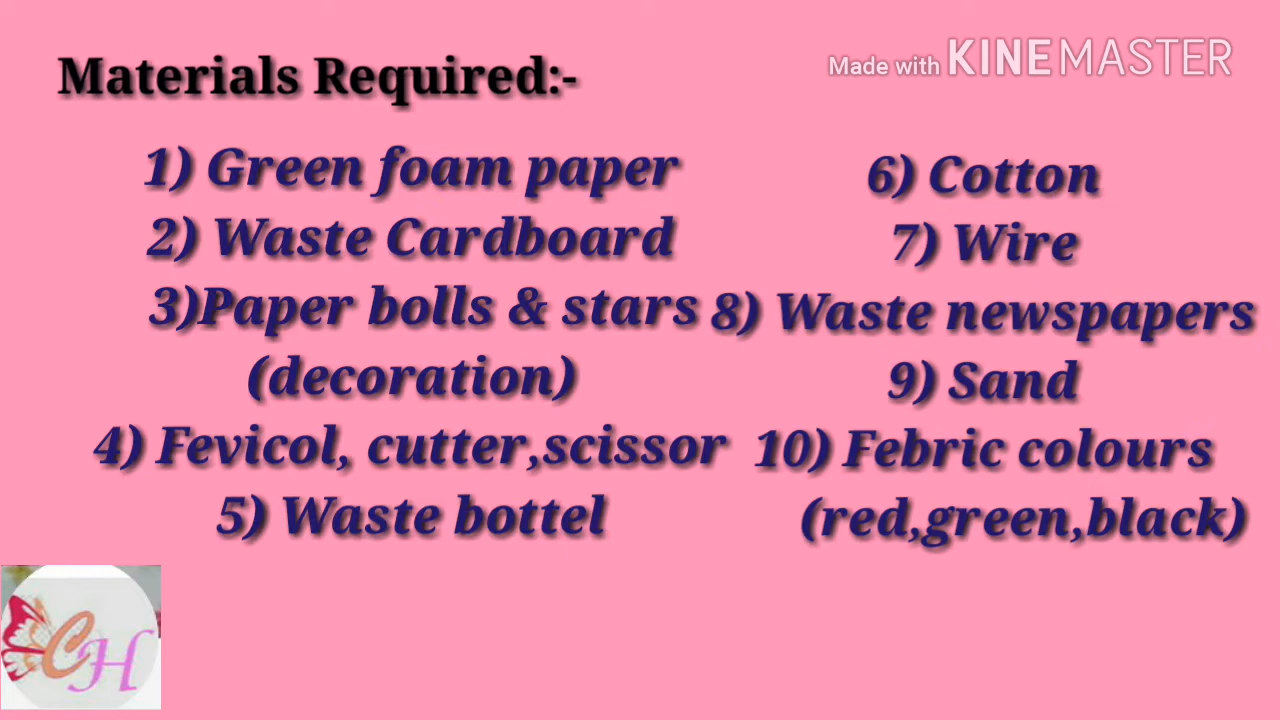 Materials Required:-
Made with KINEMASTER
1) Green foam paper
2) Waste Cardboard
3)Paper bolls & stars
(decoration)
4) Fevicol, cutter,scissor
5) Waste bottel
6) Cotton
7) Wire
8) Waste newspapers
9) Sand
10) Febric colours
(red,green,black)
CH